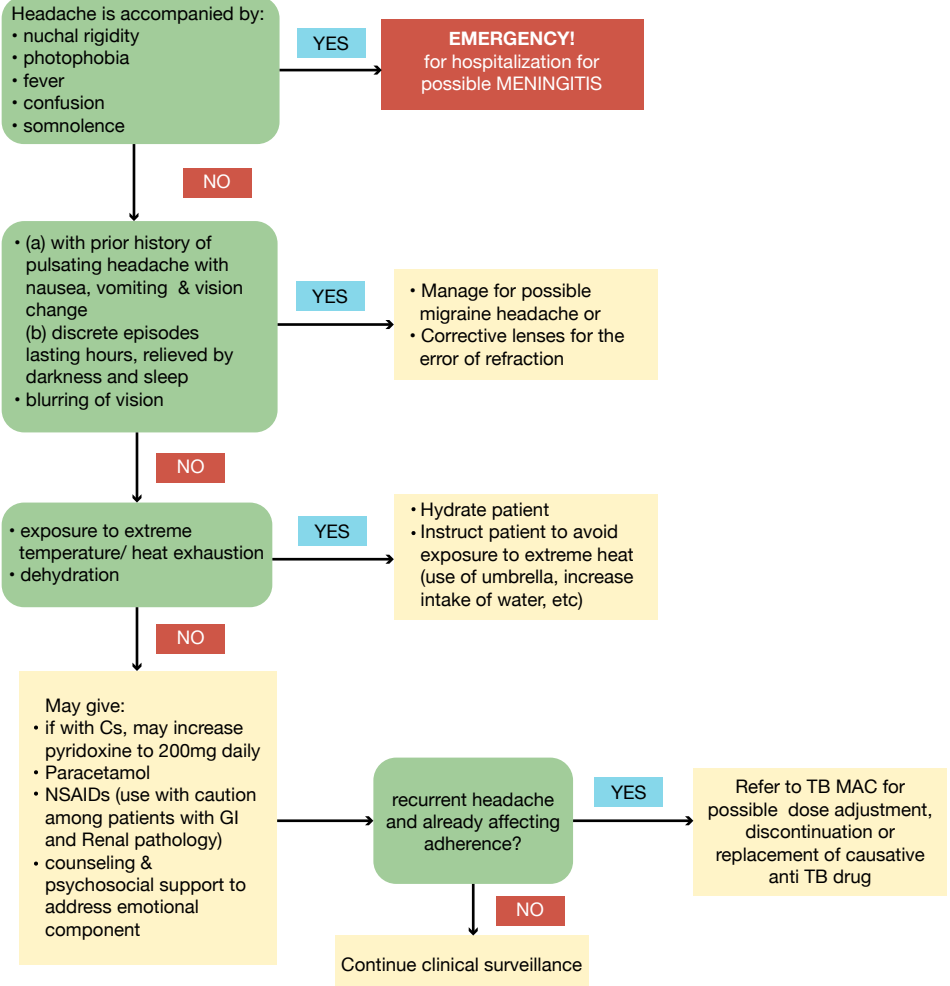 Headache is accompanied by:
• nuchal rigidity
• photophobia
• fever
• confusion
• somnolence
YES
EMERGENCY!
for hospitalization for
possible MENINGITIS
NO
• (a) with prior history of
pulsating headache with
nausea, vomiting & vision
change
(b) discrete episodes
lasting hours, relieved by
darkness and sleep
• blurring of vision
YES
• Manage for possible
migraine headache or
• Corrective lenses for the
error of refraction
NO
• exposure to extreme
temperature/ heat exhaustion
• dehydration
YES
• Hydrate patient
• Instruct patient to avoid
exposure to extreme heat
(use of umbrella, increase
intake of water, etc)
NO
May give:
• if with Cs, may increase
pyridoxine to 200mg daily
• Paracetamol
• NSAIDs (use with caution
among patients with GI
and Renal pathology)
• counseling &
psychosocial support to
address emotional
component
recurrent headache
and already affecting
adherence?
YES
Refer to TB MAC for
possible dose adjustment,
discontinuation or
replacement of causative
anti TB drug
NO
Continue clinical surveillance